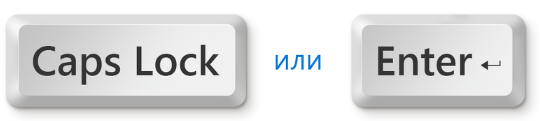 Caps Lock или Enter ↵